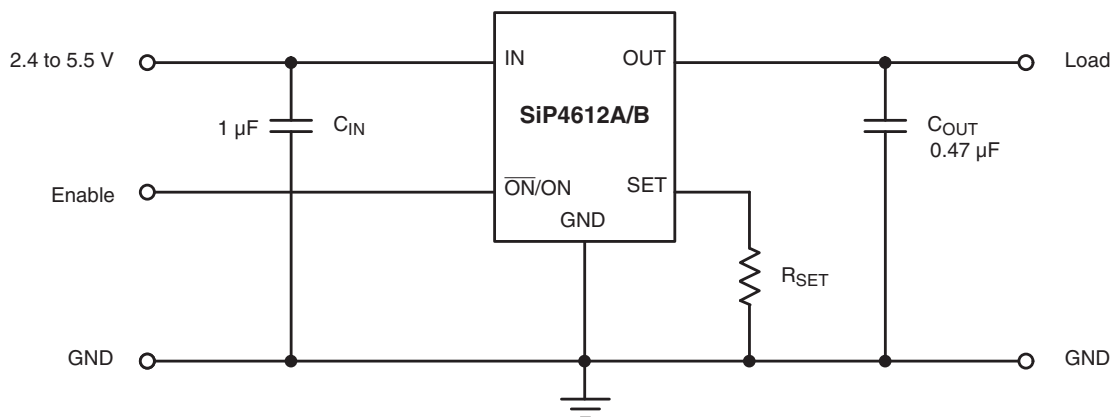 2.4 to 5.5 V
IN
OUT
Load
SiP4612A/B
1 µF
C_IN
C_OUT
0.47 µF
Enable
O̅N̅/ON
SET
GND
R_SET
GND
GND